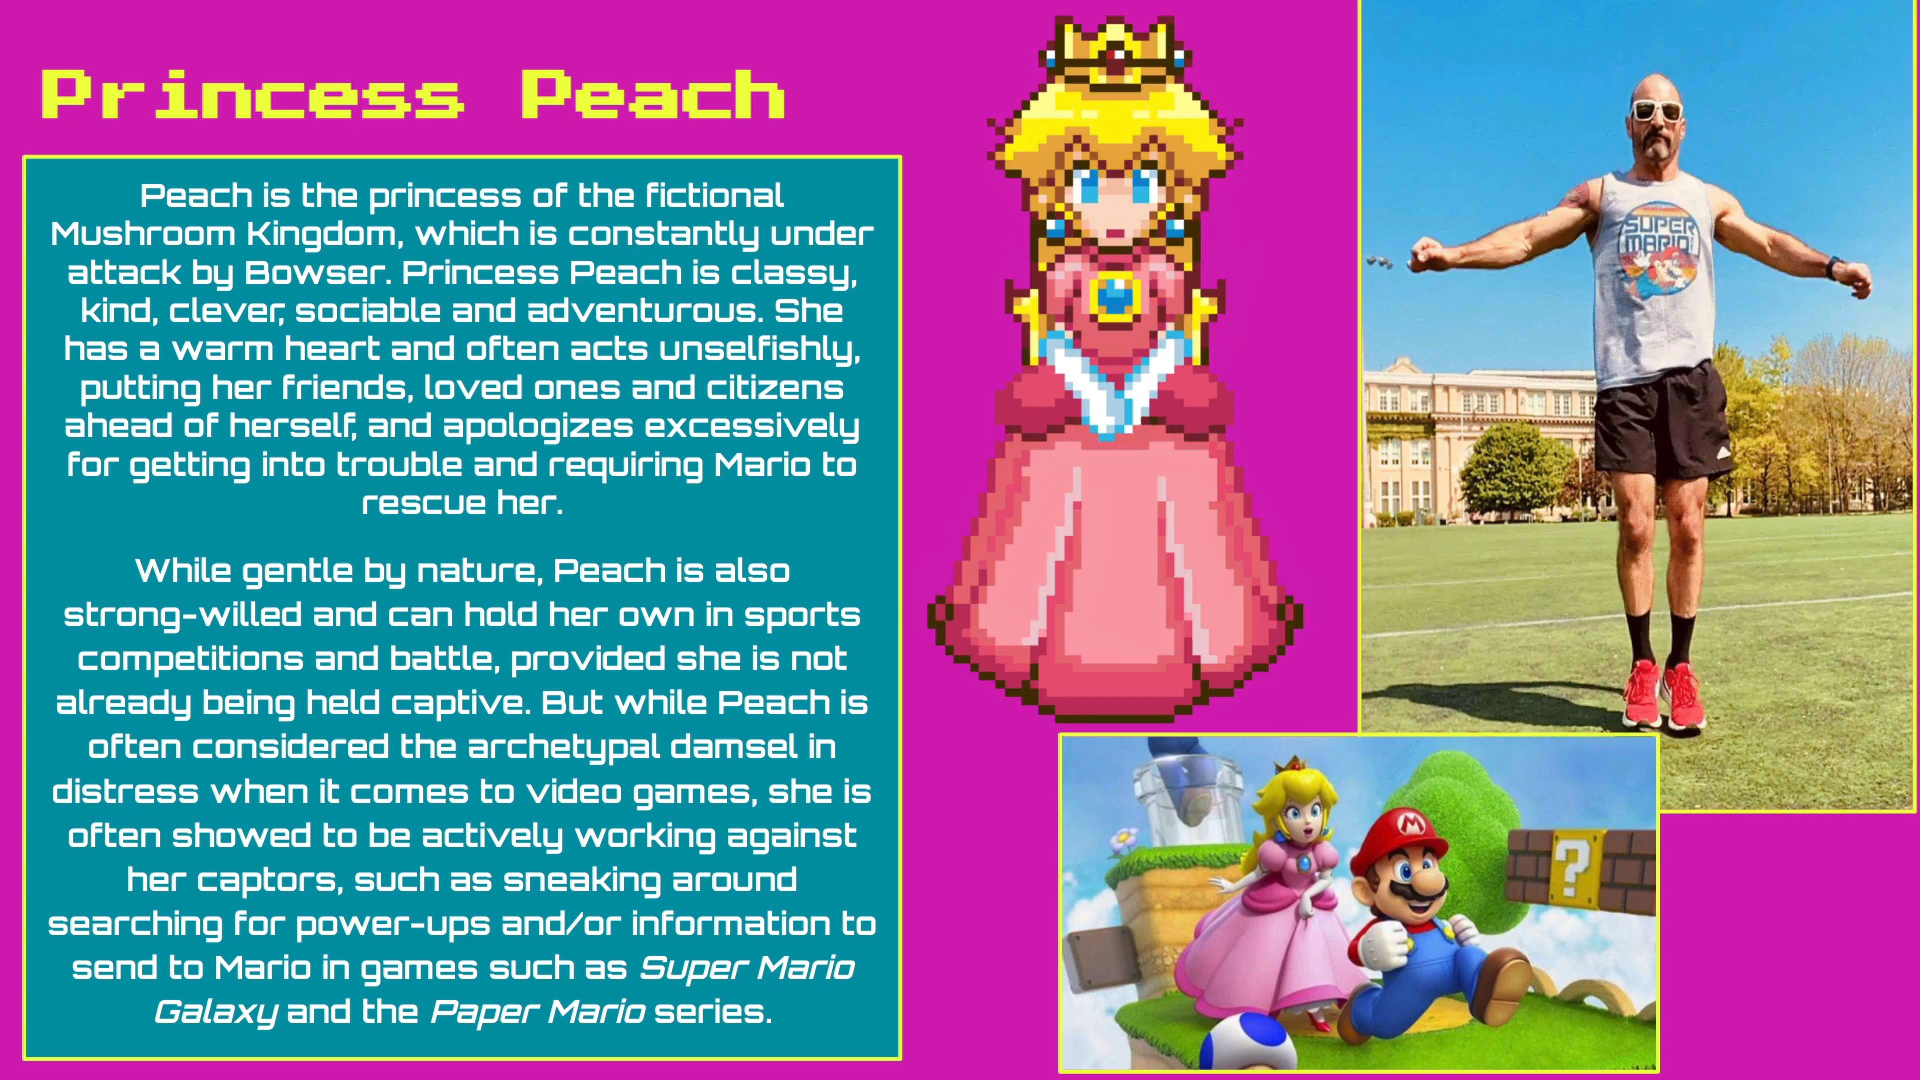 Princess Peach
Peach is the princess of the fictional
Mushroom Kingdom, which is constantly under
attack by Bowser. Princess Peach is classy,
kind, clever, sociable and adventurous. She
has a warm heart and often acts unselfishly,
putting her friends, loved ones and citizens
ahead of herself, and apologizes excessively
for getting into trouble and requiring Mario to
rescue her.
While gentle by nature, Peach is also
strong-willed and can hold her own in sports
competitions and battle, provided she is not
already being held captive. But while Peach is
often considered the archetypal damsel in
distress when it comes to video games, she is
often showed to be actively working against
her captors, such as sneaking around
searching for power-ups and/or information to
send to Mario in games such as Super Mario
Galaxy and the Paper Mario series.
SUPER
MARIO
M
?